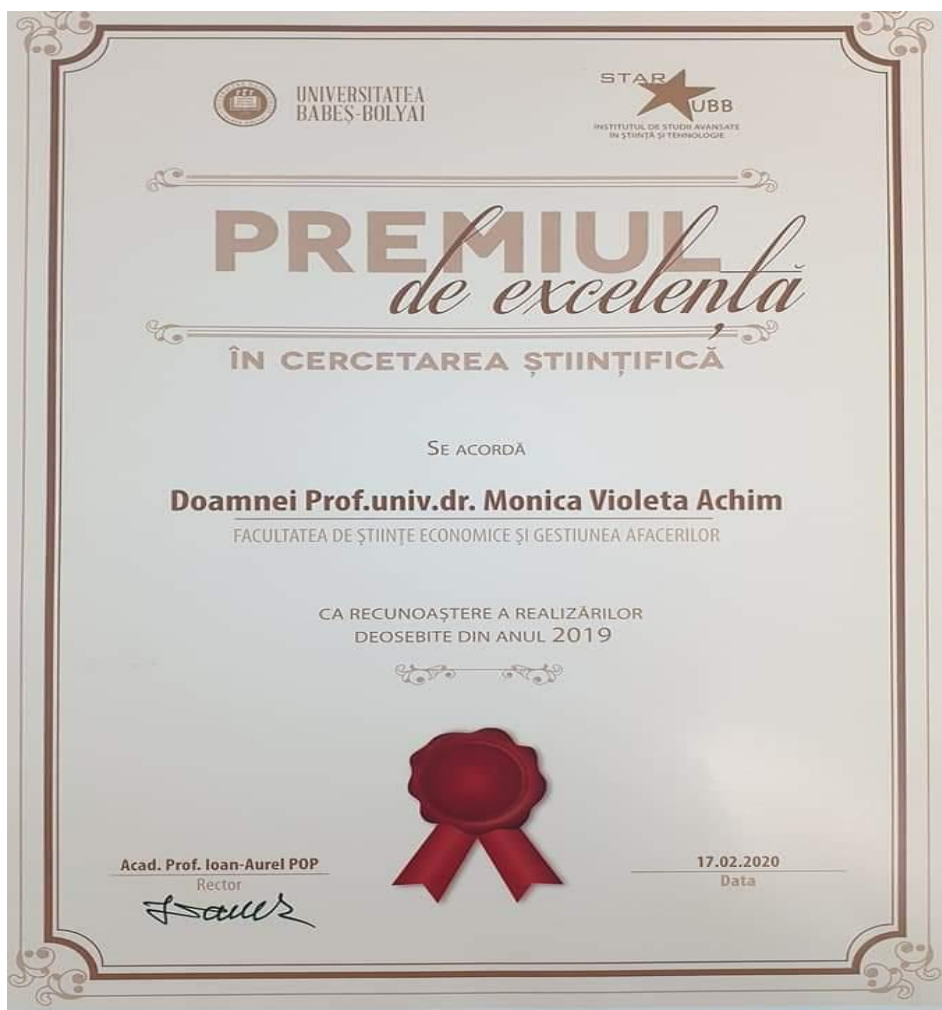 UNIVERSITATEA
BABEȘ-BOLYAI
STAR
UBB
INSTITUTUL DE STUDII AVANSATE
ÎN ȘTIINȚĂ ȘI TEHNOLOGIE
PREMIUL
de excelență
ÎN CERCETAREA ȘTIINȚIFICĂ
SE ACORDĂ
Doamnei Prof.univ.dr. Monica Violeta Achim
FACULTATEA DE ȘTIINȚE ECONOMICE ȘI GESTIUNEA AFACERILOR
CA RECUNOAȘTERE A REALIZĂRILOR
DEOSEBITE DIN ANUL 2019
Acad. Prof. Ioan-Aurel POP
Rector
17.02.2020
Data